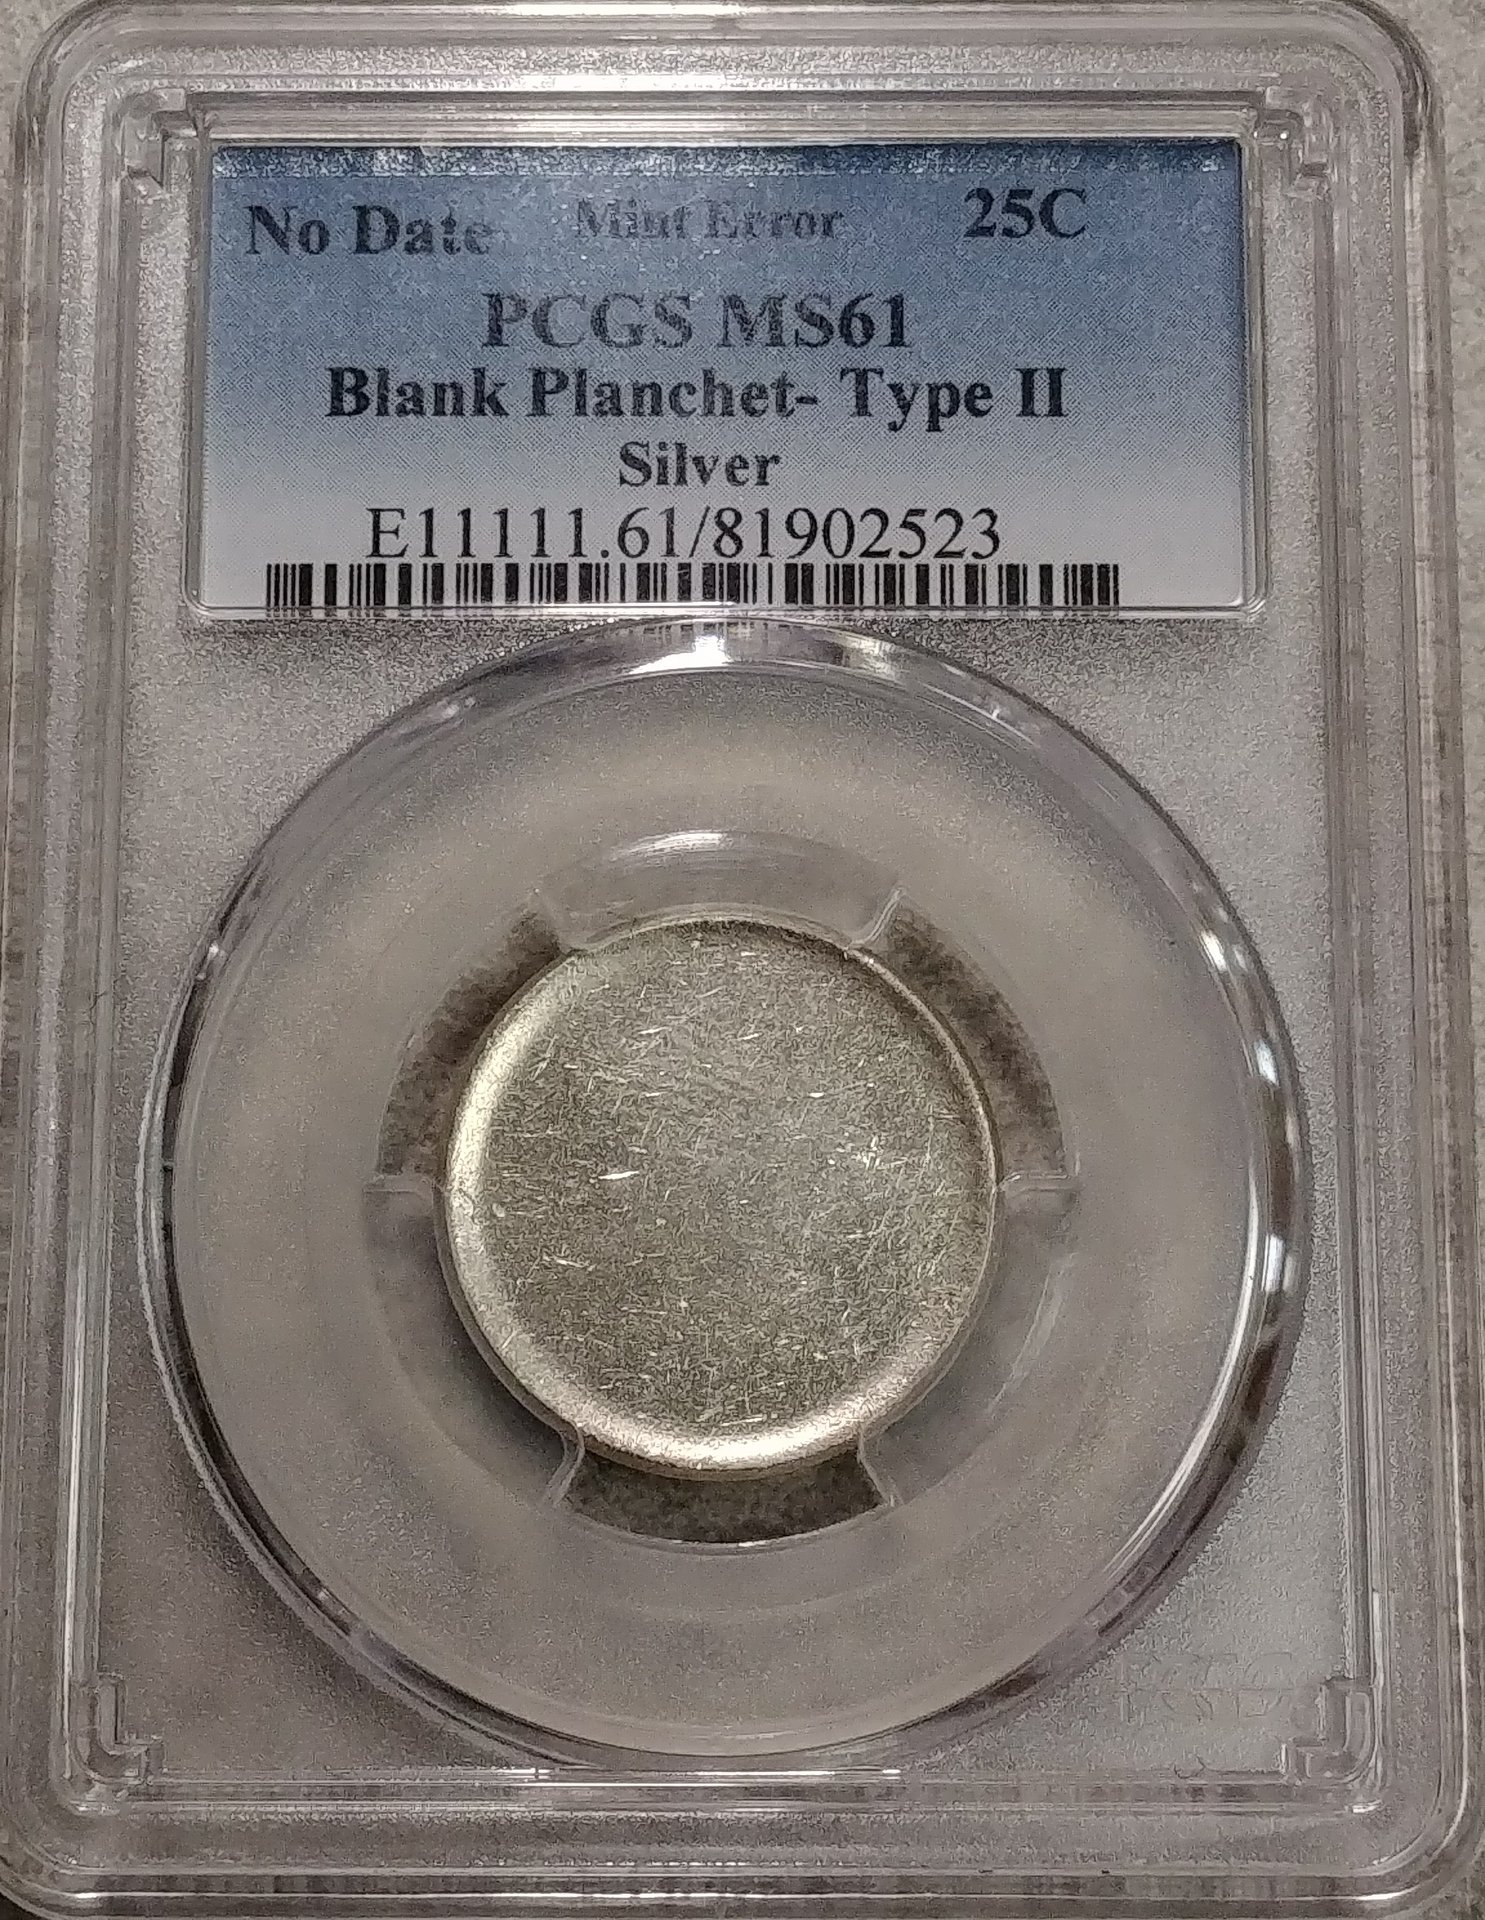 No Date Mint Error 25C
PCGS MS61
Blank Planchet- Type II
Silver
E11111.61/81902523